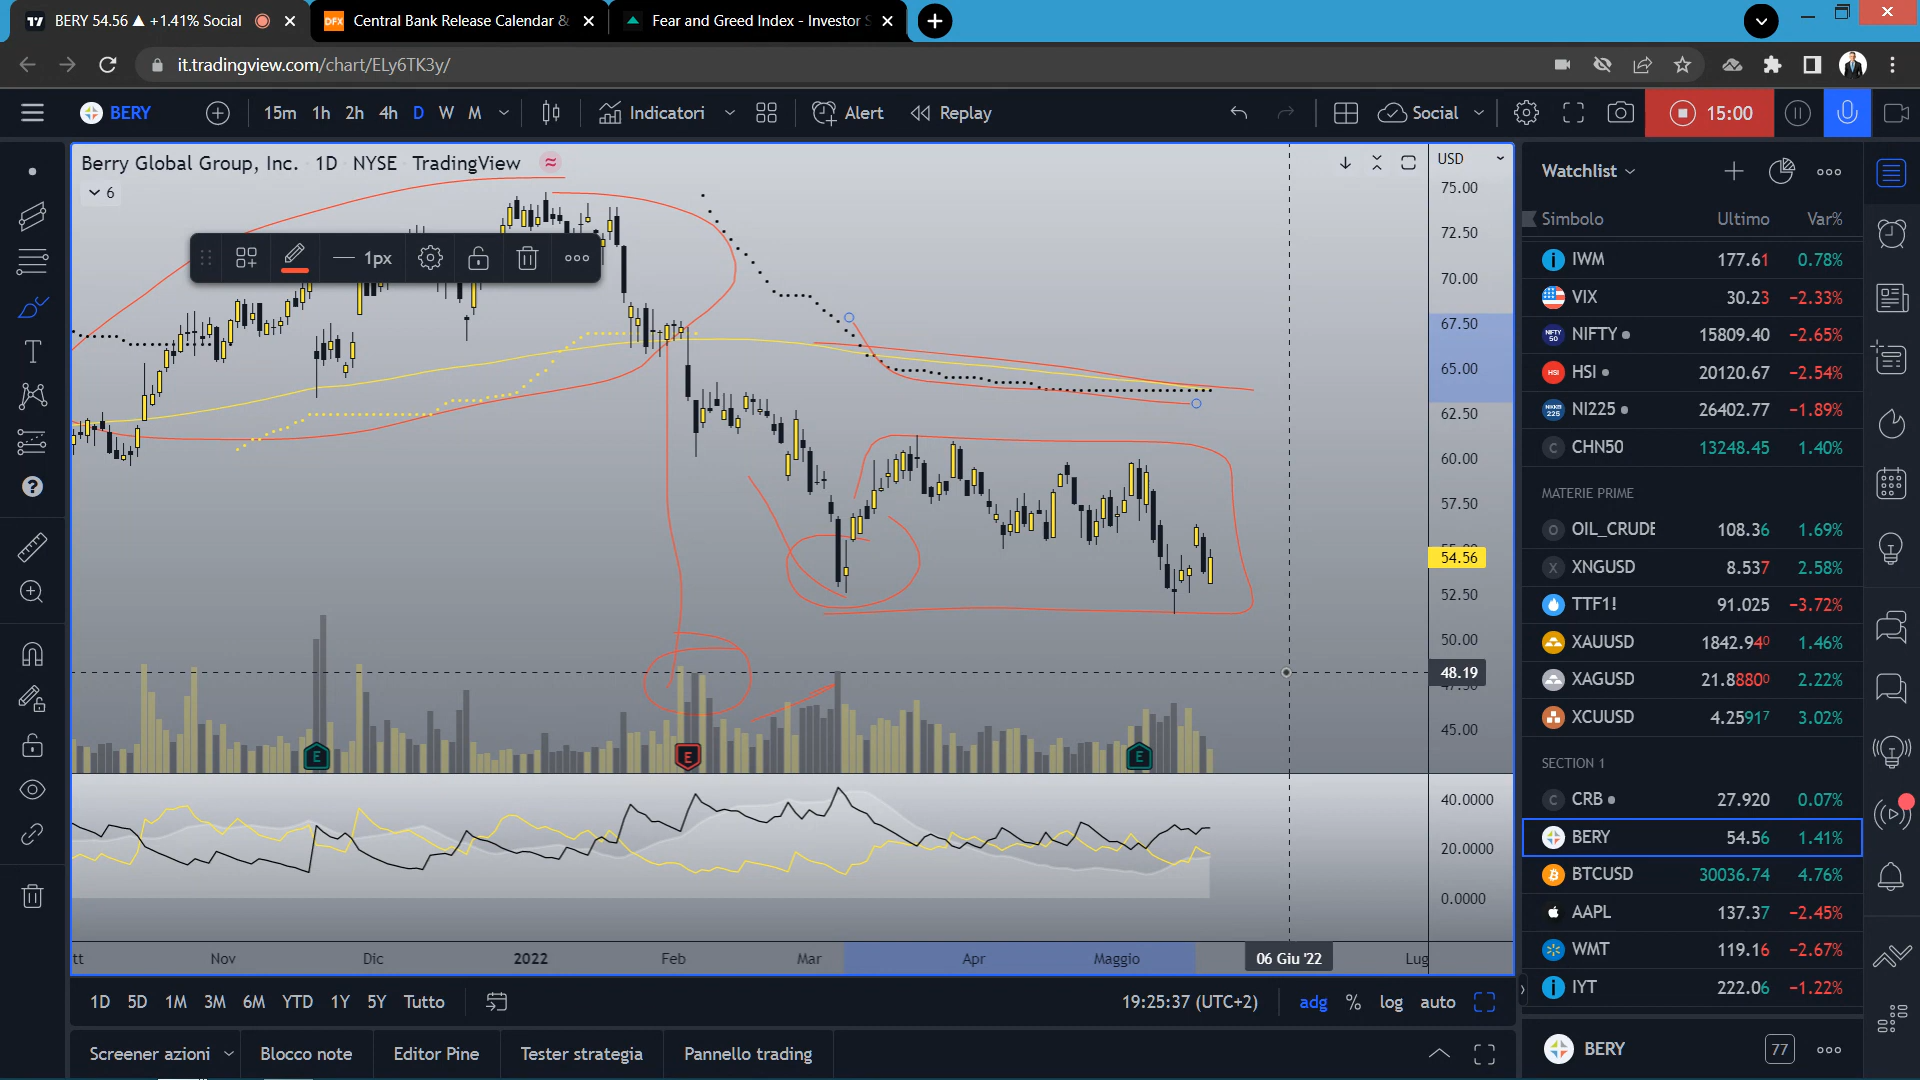 BERY 54.56 ▲ +1.41% Social
Central Bank Release Calendar &
Fear and Greed Index - Investor S
it.tradingview.com/chart/ELy6TK3y/
BERY
15m 1h 2h 4h D W M
Indicatori
Alert
Replay
Social
15:00
Berry Global Group, Inc. 1D NYSE TradingView
6
1px
USD
75.00
72.50
70.00
67.50
65.00
62.50
60.00
57.50
54.56
52.50
50.00
48.19
47.50
45.00
40.0000
20.0000
0.0000
tt Nov Dic 2022 Feb Mar Apr Maggio 06 Giu '22 Lug
1D 5D 1M 3M 6M YTD 1Y 5Y Tutto
19:25:37 (UTC+2) adg % log auto
Screener azioni Blocco note Editor Pine Tester strategia Pannello trading
Watchlist
Simbolo Ultimo Var%
IWM 177.61 0.78%
VIX 30.23 −2.33%
NIFTY 15809.40 −2.65%
HSI 20120.67 −2.54%
NI225 26402.77 −1.89%
CHN50 13248.45 1.40%
MATERIE PRIME
OIL_CRUDE 108.36 1.69%
XNGUSD 8.537 2.58%
TTF1! 91.025 −3.72%
XAUUSD 1842.940 1.46%
XAGUSD 21.8880 2.22%
XCUUSD 4.25917 3.02%
SECTION 1
CRB 27.920 0.07%
BERY 54.56 1.41%
BTCUSD 30036.74 4.76%
AAPL 137.37 −2.45%
WMT 119.16 −2.67%
IYT 222.06 −1.22%
BERY 77